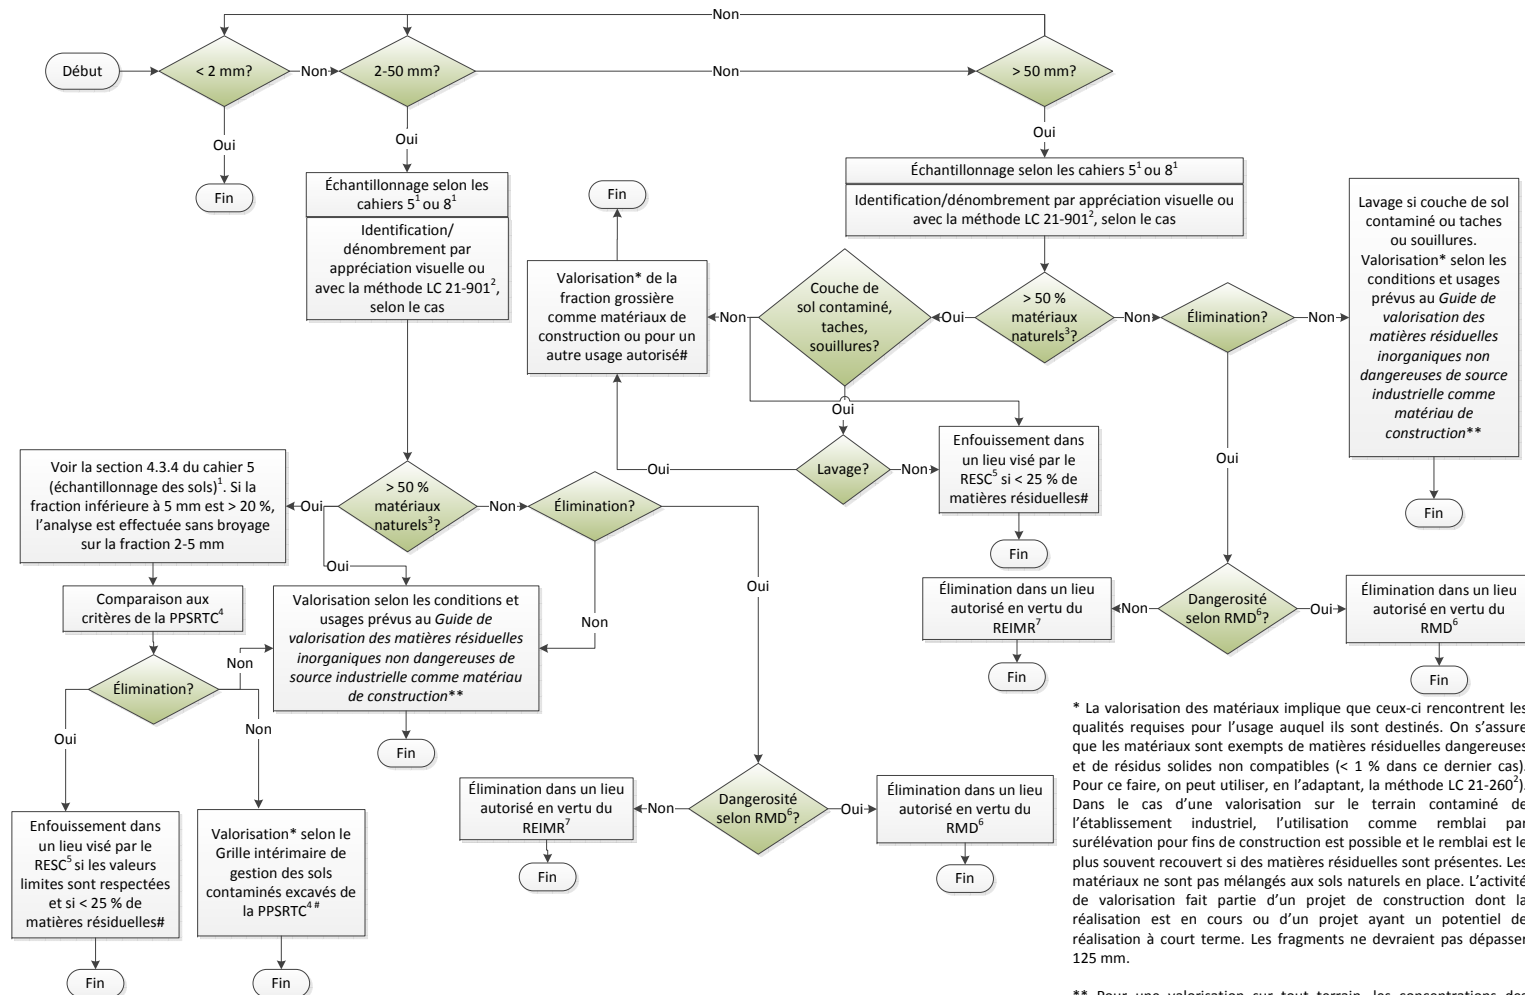 Non
Début
< 2 mm?
Non
2-50 mm?
Non
> 50 mm?
Oui
Oui
Oui
Fin
Échantillonnage selon les
cahiers 5¹ ou 8¹
Identification/
dénombrement par
appréciation visuelle ou
avec la méthode LC 21-901²,
selon le cas
Fin
Valorisation* de la
fraction grossière
comme matériaux de
construction ou pour un
autre usage autorisé#
Échantillonnage selon les cahiers 5¹ ou 8¹
Identification/dénombrement par appréciation visuelle ou
avec la méthode LC 21-901², selon le cas
Non
Couche de
sol contaminé,
taches,
souillures?
Oui
> 50 %
matériaux
naturels³?
Non
Élimination?
Non
Lavage si couche de sol
contaminé ou taches
ou souillures.
Valorisation* selon les
conditions et usages
prévus au Guide de
valorisation des
matières résiduelles
inorganiques non
dangereuses de source
industrielle comme
matériau de
construction**
Fin
Oui
Oui
Lavage?
Non
Enfouissement dans
un lieu visé par le
RESC⁵ si < 25 % de
matières résiduelles#
Fin
Oui
Élimination dans un lieu
autorisé en vertu du
REIMR⁷
Fin
Non
Dangerosité
selon RMD⁶?
Oui
Élimination dans un lieu
autorisé en vertu du
RMD⁶
Fin
Voir la section 4.3.4 du cahier 5
(échantillonnage des sols)¹. Si la
fraction inférieure à 5 mm est > 20 %,
l’analyse est effectuée sans broyage
sur la fraction 2-5 mm
Oui
> 50 %
matériaux
naturels³?
Non
Élimination?
Oui
Non
Oui
Comparaison aux
critères de la PPSRTC⁴
Valorisation selon les conditions et
usages prévus au Guide de
valorisation des matières résiduelles
inorganiques non dangereuses de
source industrielle comme matériau
de construction**
Fin
Non
Élimination?
Oui
Non
Enfouissement dans
un lieu visé par le
RESC⁵ si les valeurs
limites sont respectées
et si < 25 % de
matières résiduelles#
Fin
Valorisation* selon le
Grille intérimaire de
gestion des sols
contaminés excavés de
la PPSRTC⁴ #
Fin
Élimination dans un lieu
autorisé en vertu du
REIMR⁷
Fin
Non
Dangerosité
selon RMD⁶?
Oui
Élimination dans un lieu
autorisé en vertu du
RMD⁶
Fin
* La valorisation des matériaux implique que ceux-ci rencontrent les
qualités requises pour l’usage auquel ils sont destinés. On s’assure
que les matériaux sont exempts de matières résiduelles dangereuses
et de résidus solides non compatibles (< 1 % dans ce dernier cas).
Pour ce faire, on peut utiliser, en l’adaptant, la méthode LC 21-260²).
Dans le cas d’une valorisation sur le terrain contaminé de
l’établissement industriel, l’utilisation comme remblai par
surélévation pour fins de construction est possible et le remblai est le
plus souvent recouvert si des matières résiduelles sont présentes. Les
matériaux ne sont pas mélangés aux sols naturels en place. L’activité
de valorisation fait partie d’un projet de construction dont la
réalisation est en cours ou d’un projet ayant un potentiel de
réalisation à court terme. Les fragments ne devraient pas dépasser
125 mm.
** Pour une valorisation sur tout terrain, les concentrations des